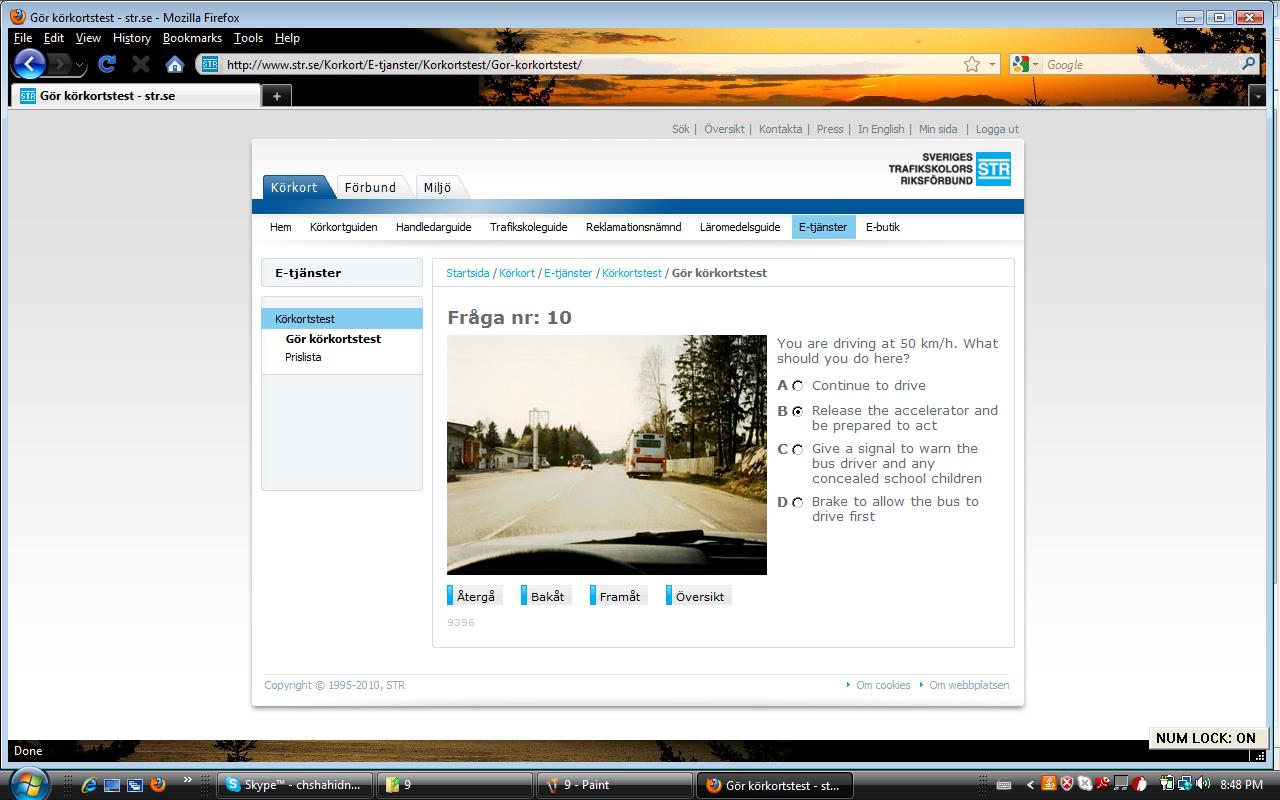 Gör körkortstest - str.se - Mozilla Firefox
File Edit View History Bookmarks Tools Help
http://www.str.se/Korkort/E-tjanster/Korkortstest/Gor-korkortstest/
Google
STR Gör körkortstest - str.se
Sök | Översikt | Kontakta | Press | In English | Min sida | Logga ut
SVERIGES
TRAFIKSKOLORS
RIKSFÖRBUND
STR
Körkort Förbund Miljö
Hem Körkortguiden Handledarguide Trafikskoleguide Reklamationsnämnd Läromedelsguide E-tjänster E-butik
E-tjänster
Körkortstest
Gör körkortstest
Prislista
Startsida / Körkort / E-tjänster / Körkortstest / Gör körkortstest
Fråga nr: 10
You are driving at 50 km/h. What
should you do here?
A Continue to drive
B Release the accelerator and
be prepared to act
C Give a signal to warn the
bus driver and any
concealed school children
D Brake to allow the bus to
drive first
Återgå Bakåt Framåt Översikt
9396
Copyright © 1995-2010, STR
Om cookies Om webbplatsen
Done
NUM LOCK: ON
Skype™ - chshahidn... 9 9 - Paint Gör körkortstest - st... 8:48 PM